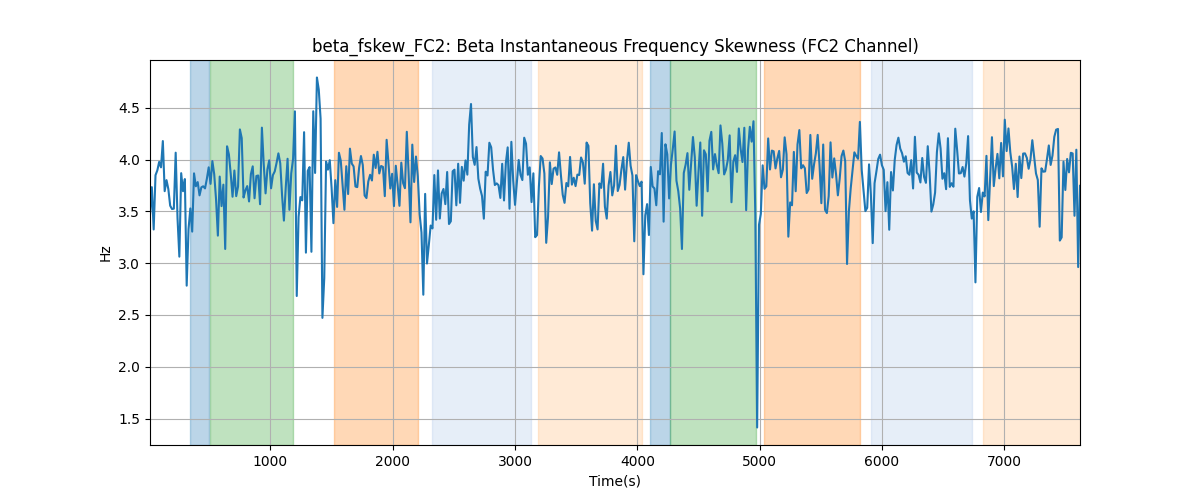 beta_fskew_FC2: Beta Instantaneous Frequency Skewness (FC2 Channel)
Hz
4.5
4.0
3.5
3.0
2.5
2.0
1.5
1000 2000 3000 4000 5000 6000 7000
Time(s)